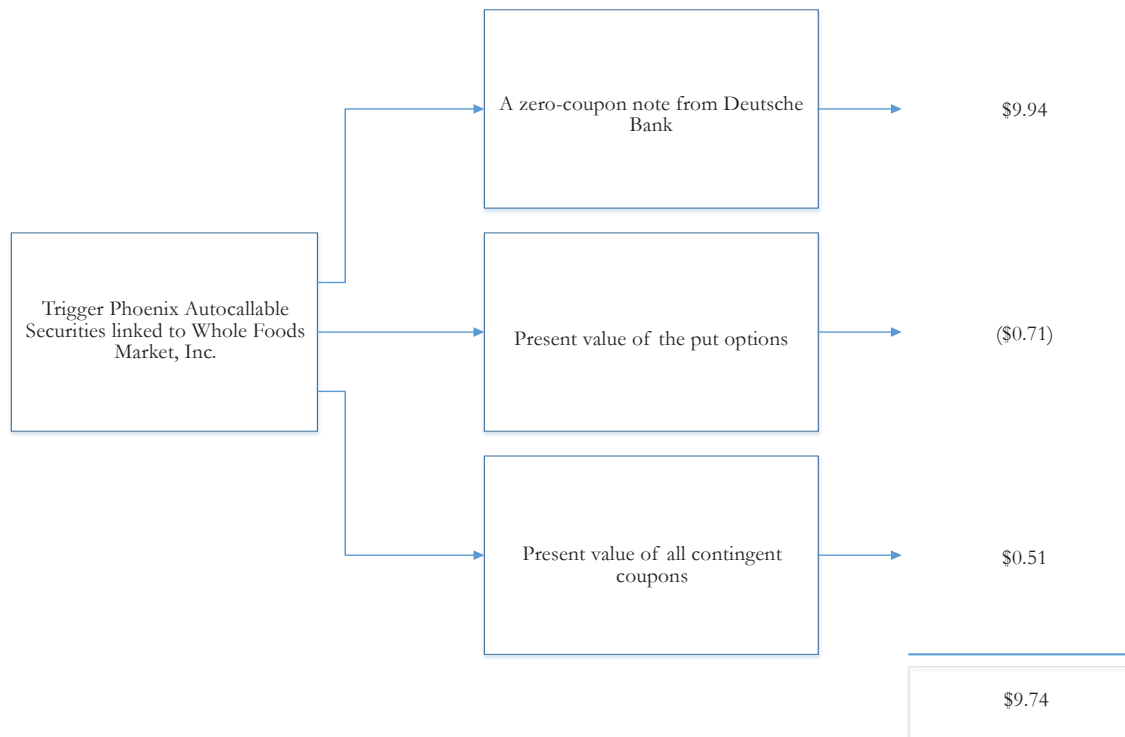 A zero-coupon note from Deutsche
Bank
$9.94
Trigger Phoenix Autocallable
Securities linked to Whole Foods
Market, Inc.
Present value of the put options
($0.71)
Present value of all contingent
coupons
$0.51
$9.74